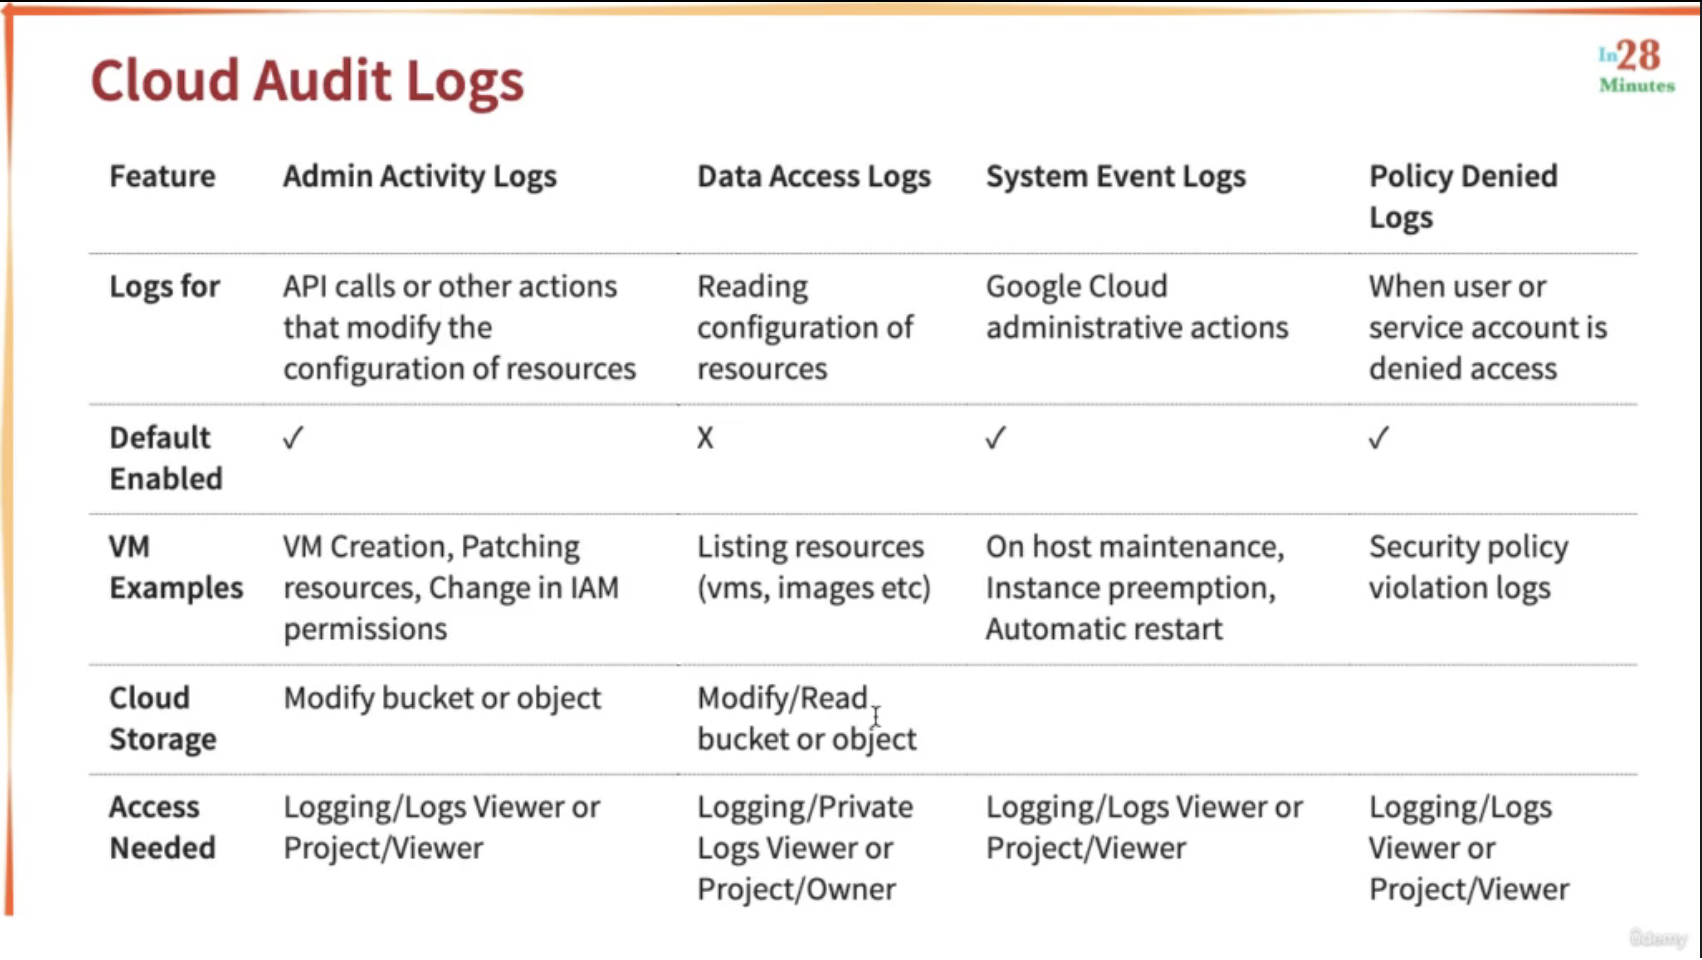 Cloud Audit Logs
In28
Minutes
Feature Admin Activity Logs Data Access Logs System Event Logs Policy Denied
Logs
Logs for API calls or other actions Reading Google Cloud When user or
that modify the configuration of administrative actions service account is
configuration of resources resources denied access
Default ✓ X ✓ ✓
Enabled
VM VM Creation, Patching Listing resources On host maintenance, Security policy
Examples resources, Change in IAM (vms, images etc) Instance preemption, violation logs
permissions Automatic restart
Cloud Modify bucket or object Modify/Read
Storage bucket or object
Access Logging/Logs Viewer or Logging/Private Logging/Logs Viewer or Logging/Logs
Needed Project/Viewer Logs Viewer or Project/Viewer Viewer or
Project/Owner Project/Viewer
ûdemy